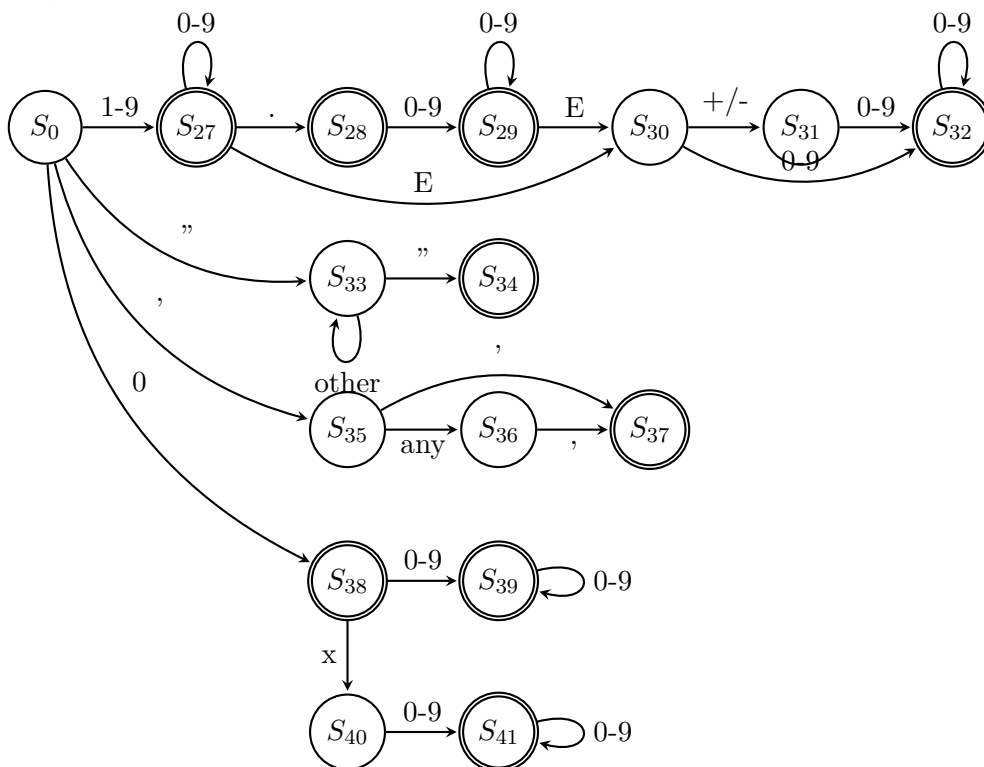 0-9 0-9 0-9
S0 1-9 S27 . S28 0-9 S29 E S30 +/- S31 0-9 S32
E 0-9
” S33 ” S34
other
’ S35 any S36 ’ S37
’
0 S38 0-9 S39 0-9
x
S40 0-9 S41 0-9